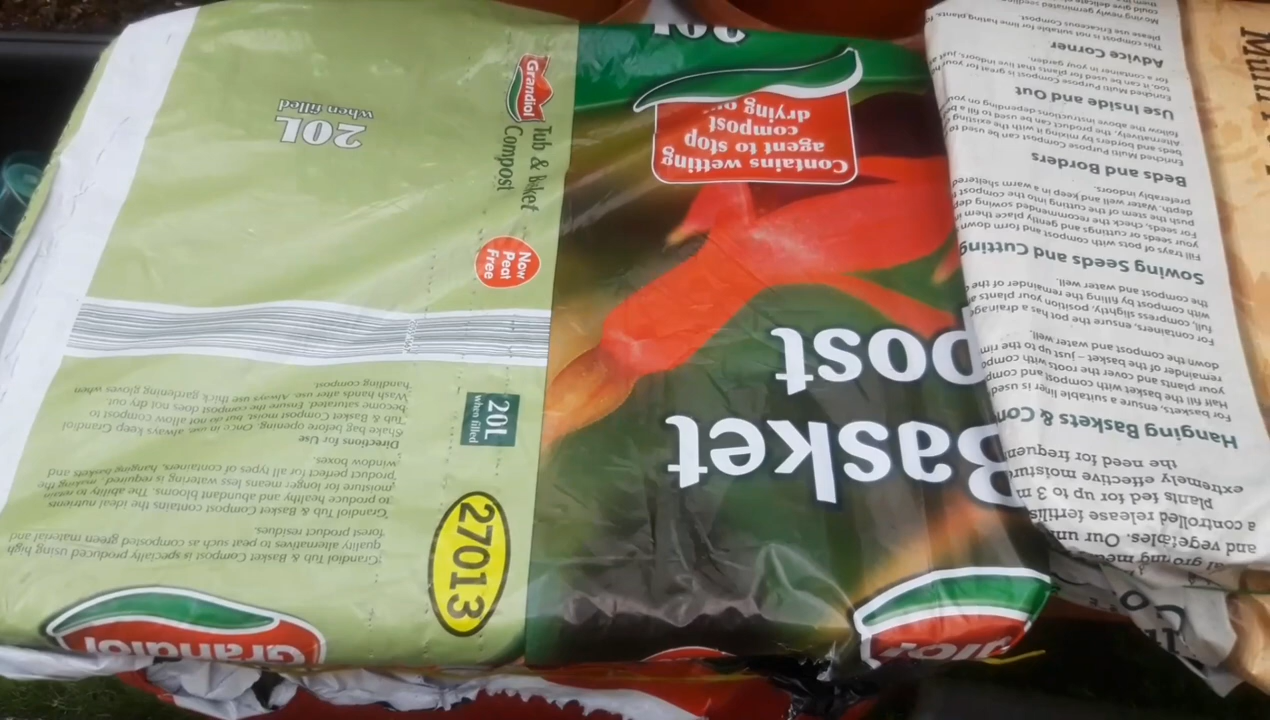 Grandiol
Grandiol Tub & Basket Compost is specially produced using high
quality alternatives to peat such as composted green material and
forest product residues.
Grandiol Tub & Basket Compost contains the ideal nutrients
to produce healthy and abundant blooms. The ability to retain
moisture for longer means less watering is required, making the
product perfect for all types of containers, hanging baskets and
window boxes.
Directions for Use
Shake bag before opening. Once in use, always keep Grandiol
Tub & Basket Compost moist but do not allow compost to
become saturated. Ensure the compost does not dry out.
Wash hands after use. Always use thick gardening gloves when
handling compost.
20L
when filled
Grandiol
Tub & Basket
Compost
Now
Peat
Free
20L
when filled
27013
Basket
post
Contains wetting
agent to stop
compost
drying out
20L
and vegetables. Our
a controlled release
Plants fed for up to 3
extremely effective
the need for
Hanging Baskets &
For baskets, ensure a suitable liner is used
Half fill the basket with compost and
your plants and cover the roots with
remainder of the basket – just up to the rim
down the compost and water well.
For containers, ensure the pot has a drainage
full, compress slightly, position your plants
with compost by filling the remainder of the
the compost and water well.
Sowing Seeds and Cutting
Fill trays of pots with compost and form down
your seeds or cuttings and gently place them
For seeds, check the recommended sowing
push the stem of the cutting into the compost
depth. Water well and keep in a warm sheltered
preferably indoors.
Beds and Borders
Enriched Multi Purpose Compost can be used
beds and borders by mixing with the existing
Alternatively, the product can be used to fill a
follow the above instructions depending on
Use Inside and Out
Enriched Multi Purpose Compost is great for your
it can be used for plants that live indoors, just
for a container in your garden.
Advice Corner
This compost is not suitable for lime hating plants,
please use Ericaceous Compost.
Moving newly germinated
could give delicate